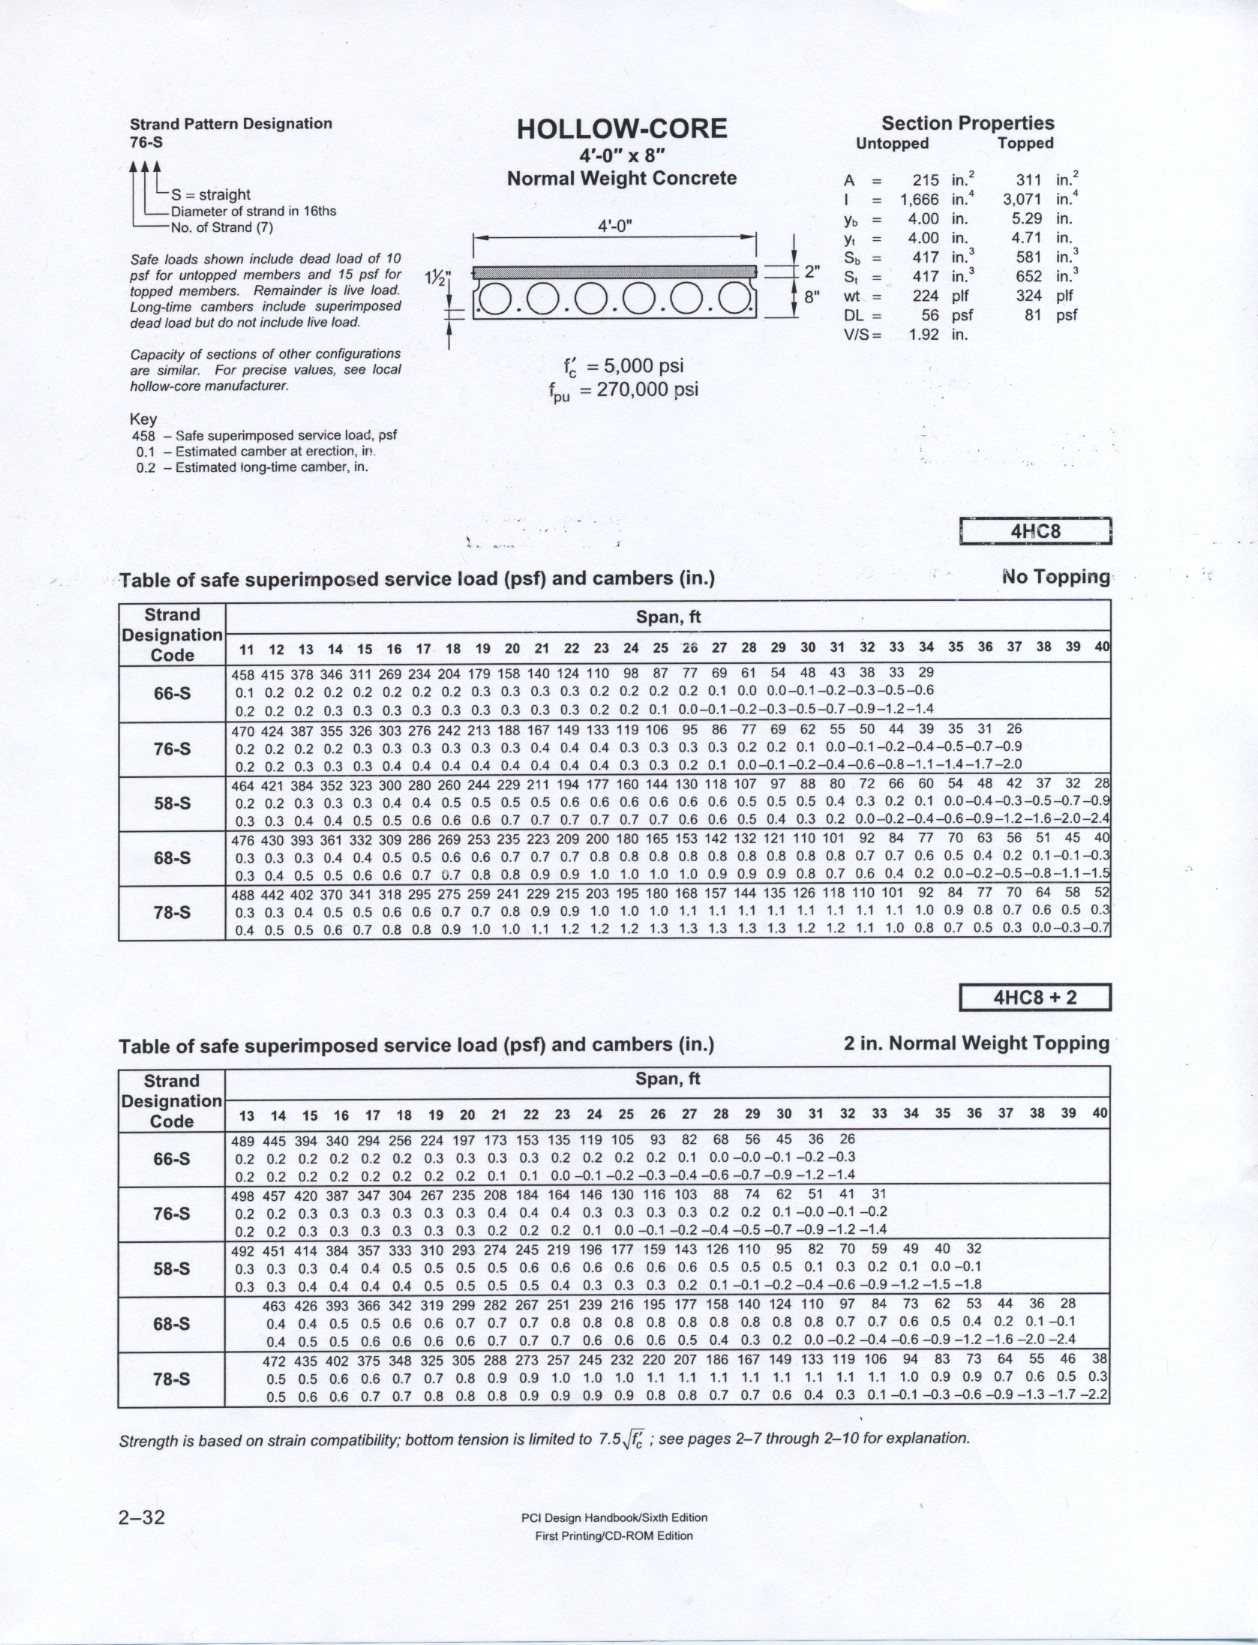 Strand Pattern Designation
76-S
S = straight
Diameter of strand in 16ths
No. of Strand (7)
Safe loads shown include dead load of 10
psf for untopped members and 15 psf for
topped members. Remainder is live load.
Long-time cambers include superimposed
dead load but do not include live load.
Capacity of sections of other configurations
are similar. For precise values, see local
hollow-core manufacturer.
Key
458 – Safe superimposed service load, psf
0.1 – Estimated camber at erection, in.
0.2 – Estimated long-time camber, in.
HOLLOW-CORE
4'-0" x 8"
Normal Weight Concrete
4'-0"
1½"
2"
8"
f′c = 5,000 psi
fpu = 270,000 psi
Section Properties
Untopped Topped
A = 215 in.² 311 in.²
I = 1,666 in.⁴ 3,071 in.⁴
yb = 4.00 in. 5.29 in.
yt = 4.00 in. 4.71 in.
Sb = 417 in.³ 581 in.³
St = 417 in.³ 652 in.³
wt = 224 plf 324 plf
DL = 56 psf 81 psf
V/S= 1.92 in.
4HC8
Table of safe superimposed service load (psf) and cambers (in.) No Topping
Strand
Designation
Code
Span, ft
11 12 13 14 15 16 17 18 19 20 21 22 23 24 25 26 27 28 29 30 31 32 33 34 35 36 37 38 39 40
66-S
458 415 378 346 311 269 234 204 179 158 140 124 110 98 87 77 69 61 54 48 43 38 33 29
0.1 0.2 0.2 0.2 0.2 0.2 0.2 0.2 0.3 0.3 0.3 0.3 0.2 0.2 0.2 0.2 0.1 0.0 0.0 –0.1 –0.2 –0.3 –0.5 –0.6
0.2 0.2 0.2 0.3 0.3 0.3 0.3 0.3 0.3 0.3 0.3 0.3 0.2 0.2 0.1 0.0 –0.1 –0.2 –0.3 –0.5 –0.7 –0.9 –1.2 –1.4
76-S
470 424 387 355 326 303 276 242 213 188 167 149 133 119 106 95 86 77 69 62 55 50 44 39 35 31 26
0.2 0.2 0.2 0.2 0.3 0.3 0.3 0.3 0.3 0.3 0.4 0.4 0.4 0.3 0.3 0.3 0.3 0.2 0.2 0.1 0.0 –0.1 –0.2 –0.4 –0.5 –0.7 –0.9
0.2 0.2 0.3 0.3 0.3 0.4 0.4 0.4 0.4 0.4 0.4 0.4 0.4 0.3 0.3 0.2 0.1 0.0 –0.1 –0.2 –0.4 –0.6 –0.8 –1.1 –1.4 –1.7 –2.0
58-S
464 421 384 352 323 300 280 260 244 229 211 194 177 160 144 130 118 107 97 88 80 72 66 60 54 48 42 37 32 28
0.2 0.2 0.3 0.3 0.3 0.4 0.4 0.5 0.5 0.5 0.5 0.6 0.6 0.6 0.6 0.6 0.6 0.5 0.5 0.5 0.4 0.3 0.2 0.1 0.0 –0.4 –0.3 –0.5 –0.7 –0.9
0.3 0.3 0.4 0.4 0.5 0.5 0.6 0.6 0.6 0.7 0.7 0.7 0.7 0.7 0.7 0.6 0.6 0.5 0.4 0.3 0.2 0.0 –0.2 –0.4 –0.6 –0.9 –1.2 –1.6 –2.0 –2.4
68-S
476 430 393 361 332 309 286 269 253 235 223 209 200 180 165 153 142 132 121 110 101 92 84 77 70 63 56 51 45 40
0.3 0.3 0.3 0.4 0.4 0.5 0.5 0.6 0.6 0.7 0.7 0.7 0.8 0.8 0.8 0.8 0.8 0.8 0.8 0.8 0.8 0.7 0.7 0.6 0.5 0.4 0.2 0.1 –0.1 –0.3
0.3 0.4 0.5 0.5 0.6 0.6 0.7 0.7 0.8 0.8 0.9 0.9 1.0 1.0 1.0 1.0 0.9 0.9 0.9 0.8 0.7 0.6 0.4 0.2 0.0 –0.2 –0.5 –0.8 –1.1 –1.5
78-S
488 442 402 370 341 318 295 275 259 241 229 215 203 195 180 168 157 144 135 126 118 110 101 92 84 77 70 64 58 52
0.3 0.3 0.4 0.5 0.5 0.6 0.6 0.7 0.7 0.8 0.9 0.9 1.0 1.0 1.0 1.1 1.1 1.1 1.1 1.1 1.1 1.1 1.1 1.0 0.9 0.8 0.7 0.6 0.5 0.3
0.4 0.5 0.5 0.6 0.7 0.8 0.8 0.9 1.0 1.0 1.1 1.2 1.2 1.2 1.3 1.3 1.3 1.3 1.3 1.2 1.2 1.1 1.0 0.8 0.7 0.5 0.3 0.0 –0.3 –0.7
4HC8 + 2
Table of safe superimposed service load (psf) and cambers (in.) 2 in. Normal Weight Topping
Strand
Designation
Code
Span, ft
13 14 15 16 17 18 19 20 21 22 23 24 25 26 27 28 29 30 31 32 33 34 35 36 37 38 39 40
66-S
489 445 394 340 294 256 224 197 173 153 135 119 105 93 82 68 56 45 36 26
0.2 0.2 0.2 0.2 0.2 0.2 0.3 0.3 0.3 0.3 0.2 0.2 0.2 0.2 0.1 0.0 –0.0 –0.1 –0.2 –0.3
0.2 0.2 0.2 0.2 0.2 0.2 0.2 0.2 0.1 0.1 0.0 –0.1 –0.2 –0.3 –0.4 –0.6 –0.7 –0.9 –1.2 –1.4
76-S
498 457 420 387 347 304 267 235 208 184 164 146 130 116 103 88 74 62 51 41 31
0.2 0.2 0.3 0.3 0.3 0.3 0.3 0.3 0.4 0.4 0.4 0.3 0.3 0.3 0.3 0.2 0.2 0.1 –0.0 –0.1 –0.2
0.2 0.2 0.3 0.3 0.3 0.3 0.3 0.3 0.2 0.2 0.2 0.1 0.0 –0.1 –0.2 –0.4 –0.5 –0.7 –0.9 –1.2 –1.4
58-S
492 451 414 384 357 333 310 293 274 245 219 196 177 159 143 126 110 95 82 70 59 49 40 32
0.3 0.3 0.3 0.4 0.4 0.5 0.5 0.5 0.5 0.6 0.6 0.6 0.6 0.6 0.6 0.5 0.5 0.5 0.1 0.3 0.2 0.1 0.0 –0.1
0.3 0.3 0.4 0.4 0.4 0.4 0.5 0.5 0.5 0.5 0.4 0.3 0.3 0.3 0.2 0.1 –0.1 –0.2 –0.4 –0.6 –0.9 –1.2 –1.5 –1.8
68-S
463 426 393 366 342 319 299 282 267 251 239 216 195 177 158 140 124 110 97 84 73 62 53 44 36 28
0.4 0.4 0.5 0.5 0.6 0.6 0.7 0.7 0.7 0.8 0.8 0.8 0.8 0.8 0.8 0.8 0.8 0.8 0.7 0.7 0.6 0.5 0.4 0.2 0.1 –0.1
0.4 0.5 0.5 0.6 0.6 0.6 0.6 0.7 0.7 0.7 0.6 0.6 0.6 0.5 0.4 0.3 0.2 0.0 –0.2 –0.4 –0.6 –0.9 –1.2 –1.6 –2.0 –2.4
78-S
472 435 402 375 348 325 305 288 273 257 245 232 220 207 186 167 149 133 119 106 94 83 73 64 55 46 38
0.5 0.5 0.6 0.6 0.7 0.7 0.8 0.9 0.9 1.0 1.0 1.0 1.1 1.1 1.1 1.1 1.1 1.1 1.1 1.1 1.0 0.9 0.9 0.7 0.6 0.5 0.3
0.5 0.6 0.6 0.7 0.7 0.8 0.8 0.8 0.9 0.9 0.9 0.9 0.8 0.8 0.7 0.7 0.6 0.4 0.3 0.1 –0.1 –0.3 –0.6 –0.9 –1.3 –1.7 –2.2
Strength is based on strain compatibility; bottom tension is limited to 7.5√f′c ; see pages 2–7 through 2–10 for explanation.
2–32
PCI Design Handbook/Sixth Edition
First Printing/CD-ROM Edition